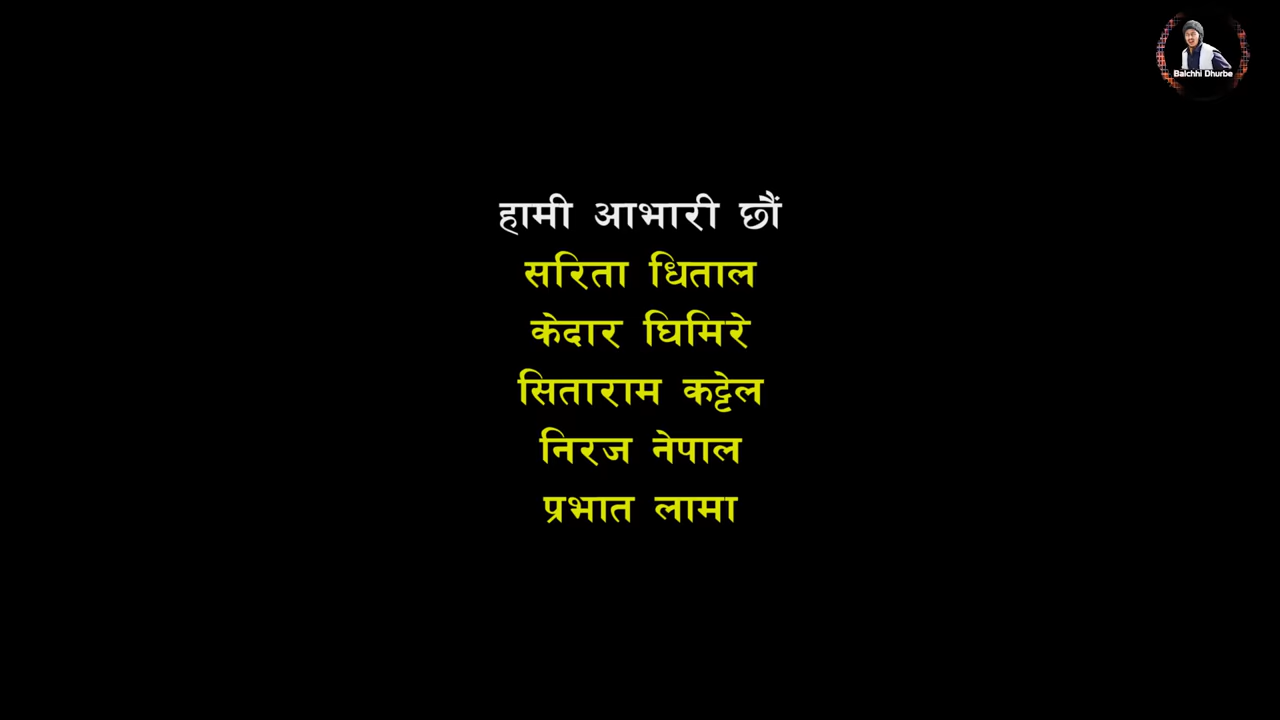 Balchhi Dhurbe
हामी आभारी छौं
सरिता धिताल
केदार घिमिरे
सिताराम कट्टेल
निरज नेपाल
प्रभात लामा